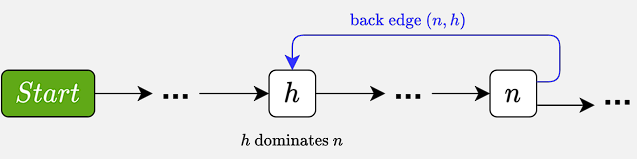 back edge (n, h)
Start ... h ... n ...
h dominates n